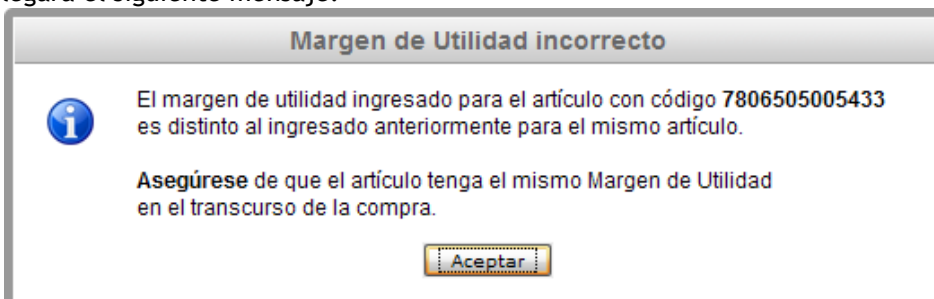 siguiente mensaje:
Margen de Utilidad incorrecto
El margen de utilidad ingresado para el artículo con código 7806505005433
es distinto al ingresado anteriormente para el mismo artículo.
Asegúrese de que el artículo tenga el mismo Margen de Utilidad
en el transcurso de la compra.
Aceptar